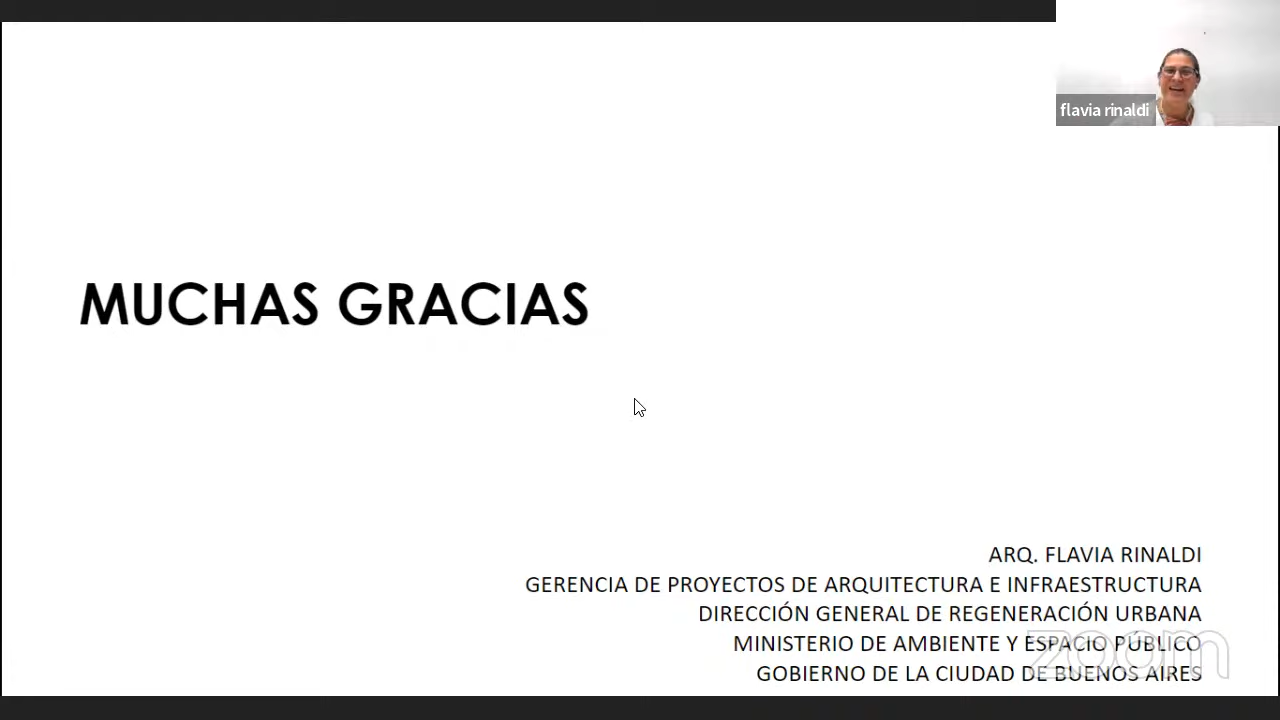 flavia rinaldi
MUCHAS GRACIAS
ARQ. FLAVIA RINALDI
GERENCIA DE PROYECTOS DE ARQUITECTURA E INFRAESTRUCTURA
DIRECCIÓN GENERAL DE REGENERACIÓN URBANA
MINISTERIO DE AMBIENTE Y ESPACIO PÚBLICO
GOBIERNO DE LA CIUDAD DE BUENOS AIRES
zoom